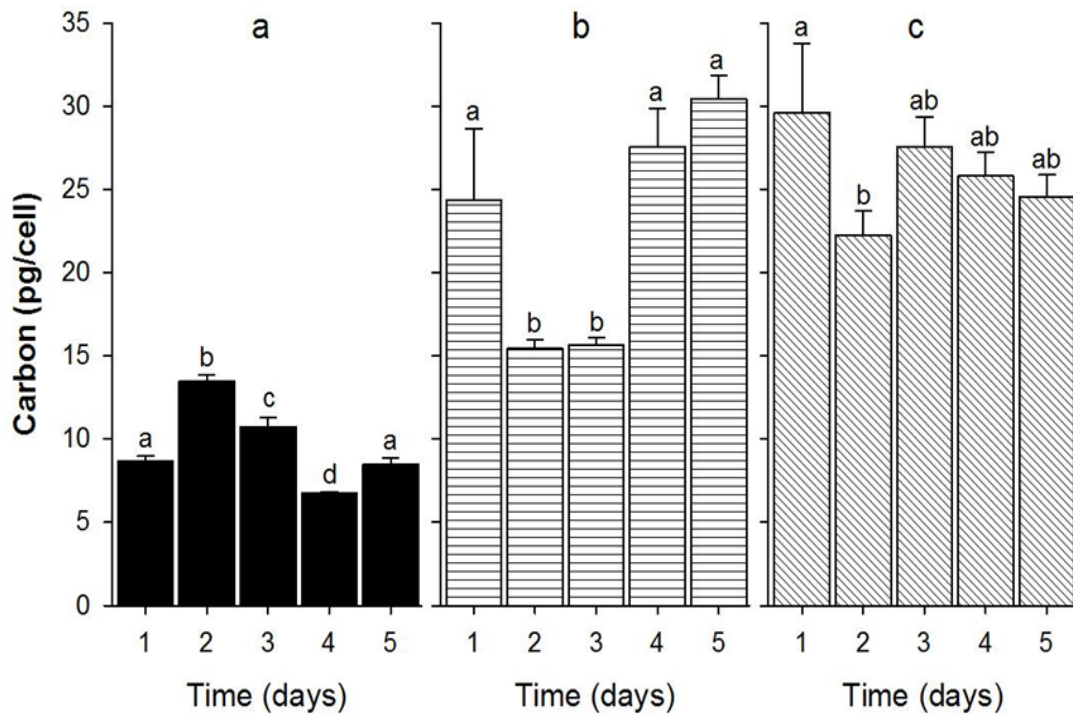 a b c
35
30
25
20
15
10
5
0
Carbon (pg/cell)
a b c d a
a b b a a
a b ab ab ab
1 2 3 4 5
1 2 3 4 5
1 2 3 4 5
Time (days)
Time (days)
Time (days)